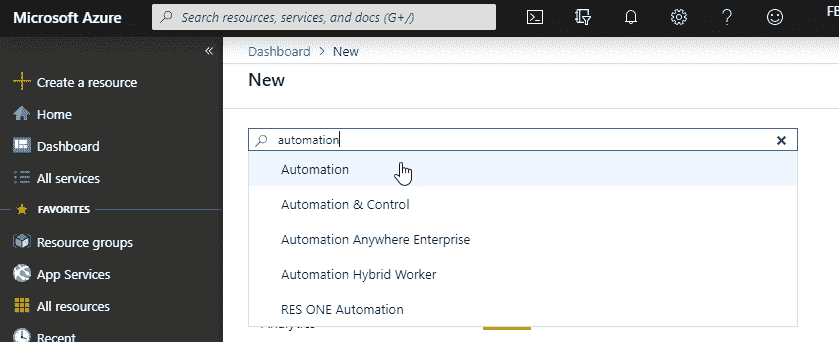 Microsoft Azure
Search resources, services, and docs (G+/)
FB
Dashboard > New
New
automation
Automation
Automation & Control
Automation Anywhere Enterprise
Automation Hybrid Worker
RES ONE Automation
Analytics
Create a resource
Home
Dashboard
All services
FAVORITES
Resource groups
App Services
All resources
Recent